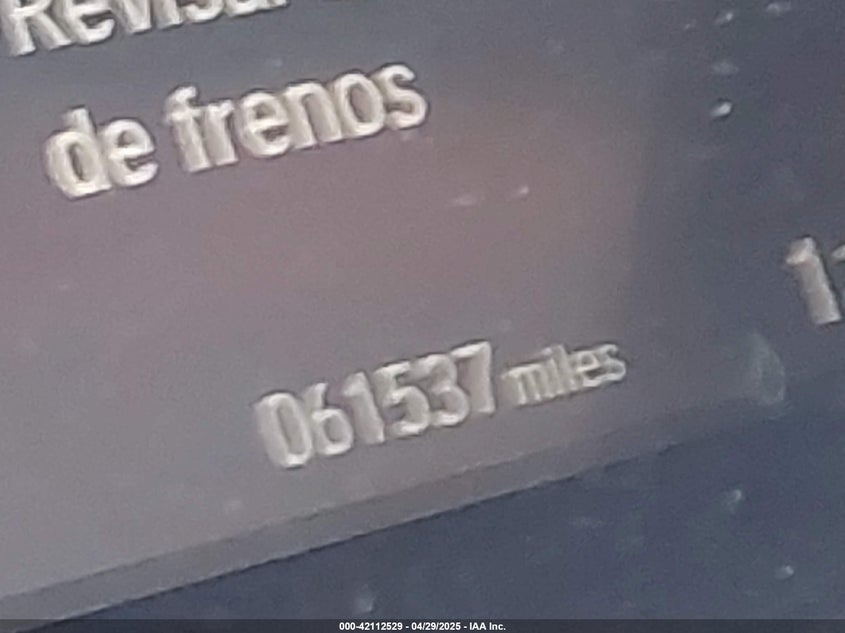 de frenos
061537 miles
000-42112529 - 04/29/2025 - IAA Inc.